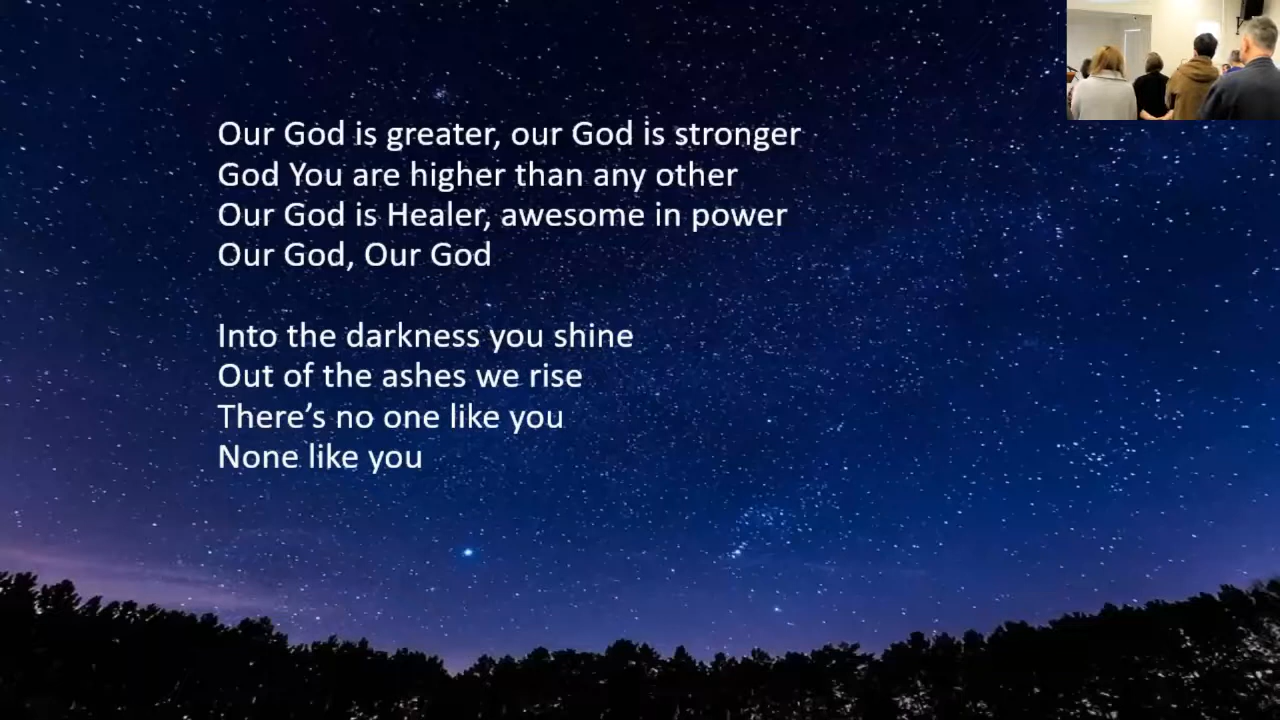 Our God is greater, our God is stronger
God You are higher than any other
Our God is Healer, awesome in power
Our God, Our God
Into the darkness you shine
Out of the ashes we rise
There’s no one like you
None like you